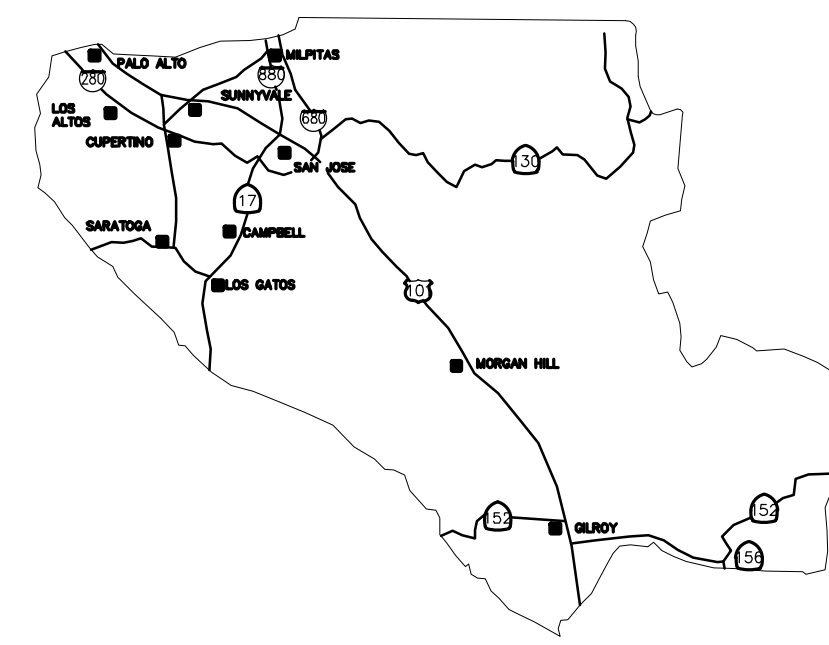 MILPITAS
PALO ALTO
880
280
SUNNYVALE
LOS
ALTOS
680
CUPERTINO
130
SAN JOSE
17
SARATOGA
CAMPBELL
LOS GATOS
101
MORGAN HILL
152
152
GILROY
156